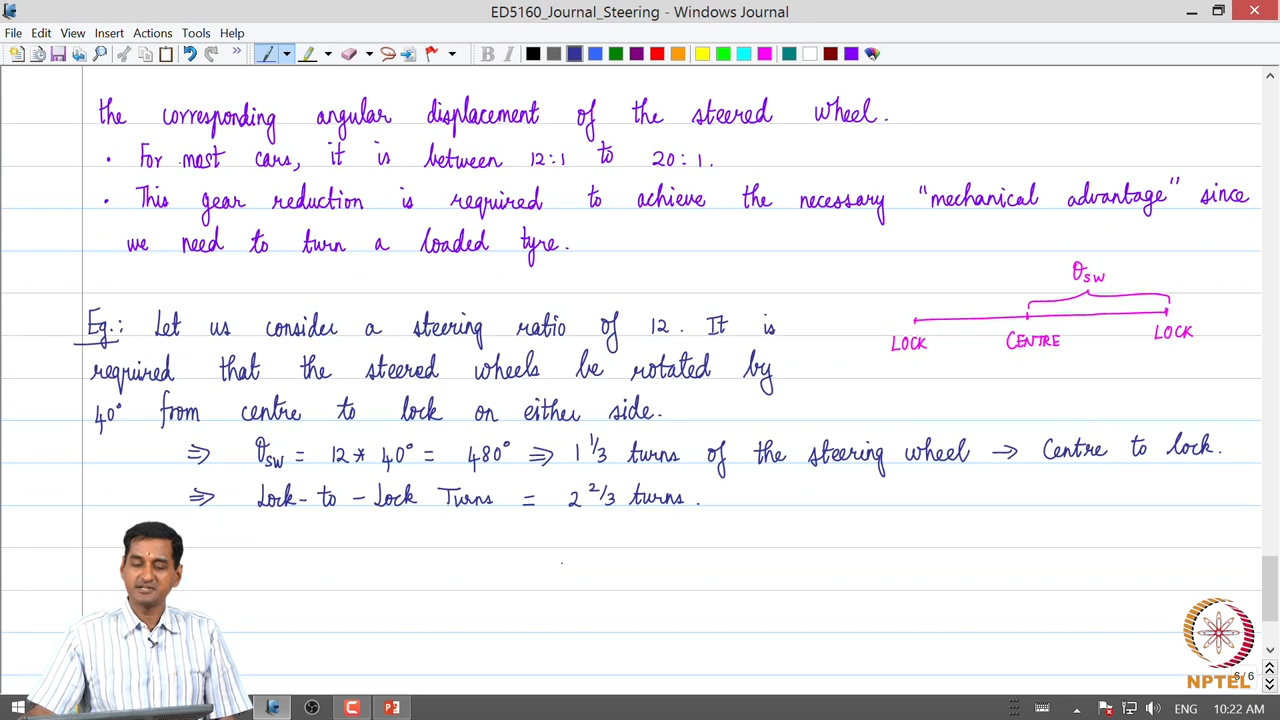 ED5160_Journal_Steering - Windows Journal
File Edit View Insert Actions Tools Help
the corresponding angular displacement of the steered wheel.
· For most cars, it is between 12:1 to 20:1.
· This gear reduction is required to achieve the necessary "mechanical advantage" since
we need to turn a loaded tyre.
θSW
LOCK CENTRE LOCK
Eg.: Let us consider a steering ratio of 12. It is
required that the steered wheels be rotated by
40° from centre to lock on either side.
⇒ θSW = 12 * 40° = 480° ⇒ 1 1/3 turns of the steering wheel → Centre to lock.
⇒ Lock-to-Lock Turns = 2 2/3 turns.
NPTEL
8/6
ENG 10:22 AM